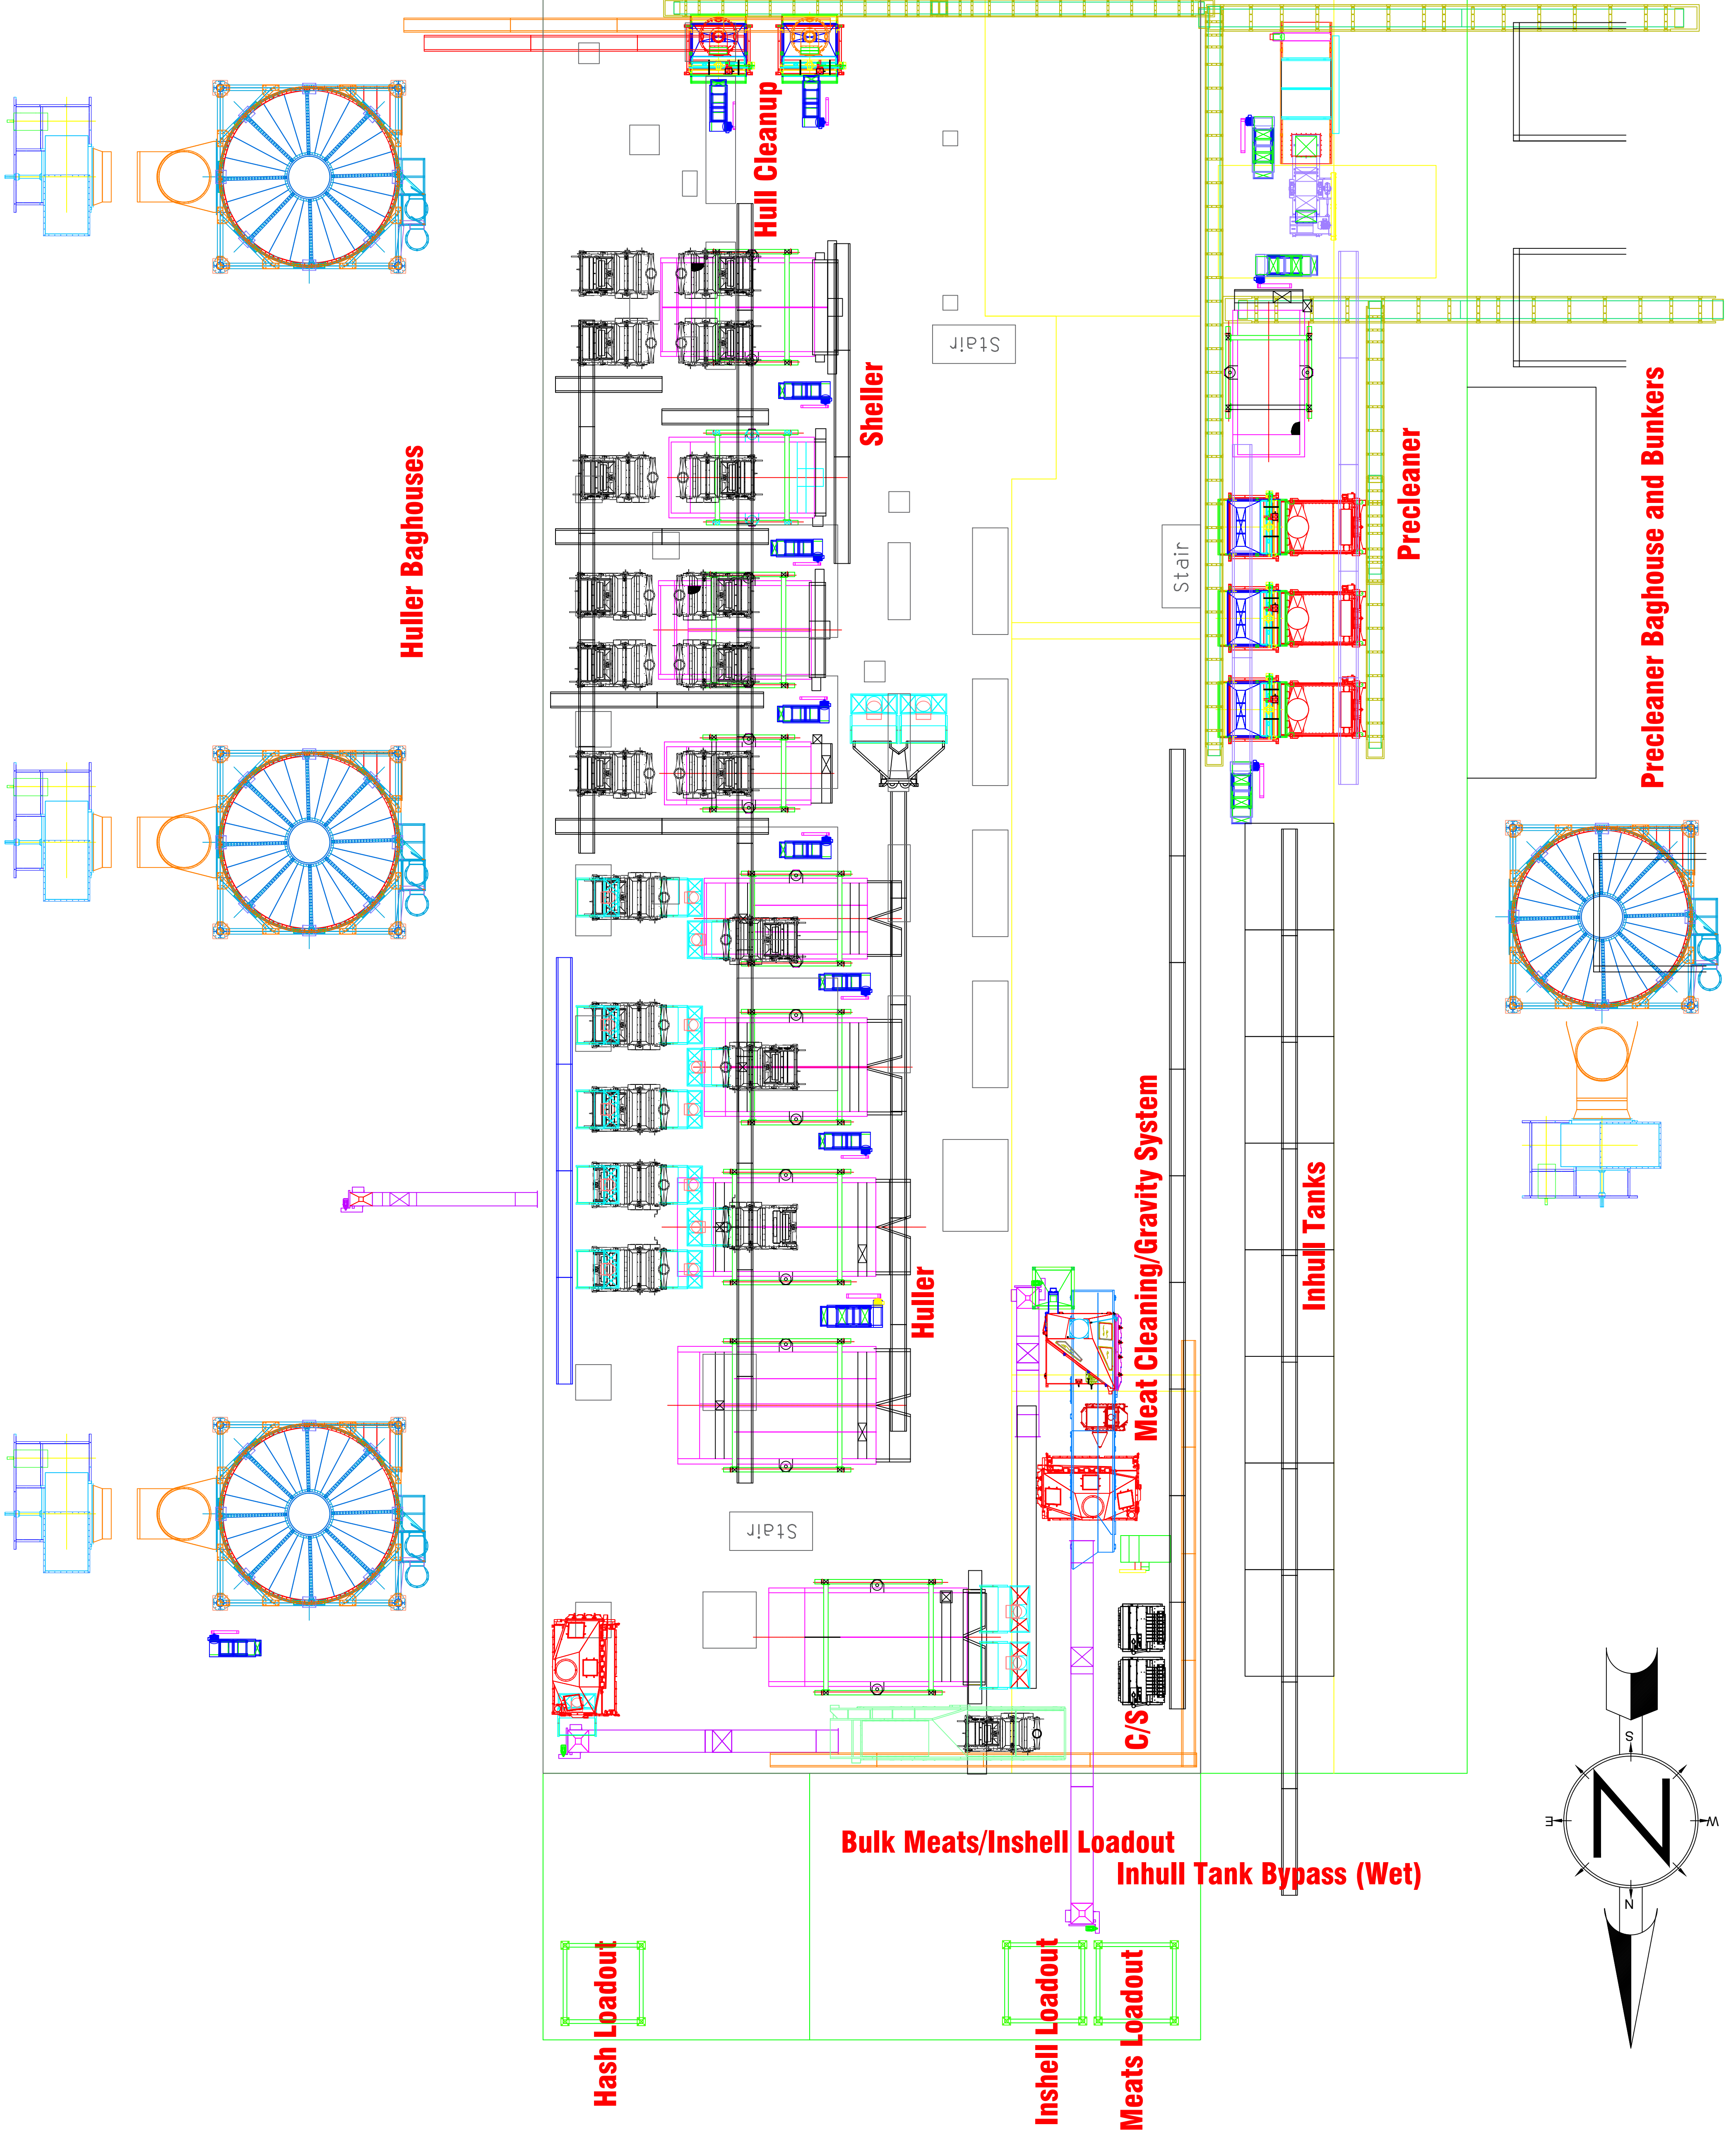 Hull Cleanup
Stair
Sheller
Huller Baghouses
Precleaner
Precleaner Baghouse and Bunkers
Stair
Meat Cleaning/Gravity System
Inhull Tanks
Huller
Stair
C/S
Bulk Meats/Inshell Loadout
Inhull Tank Bypass (Wet)
Hash Loadout
Inshell Loadout
Meats Loadout
S
E
N
W
N